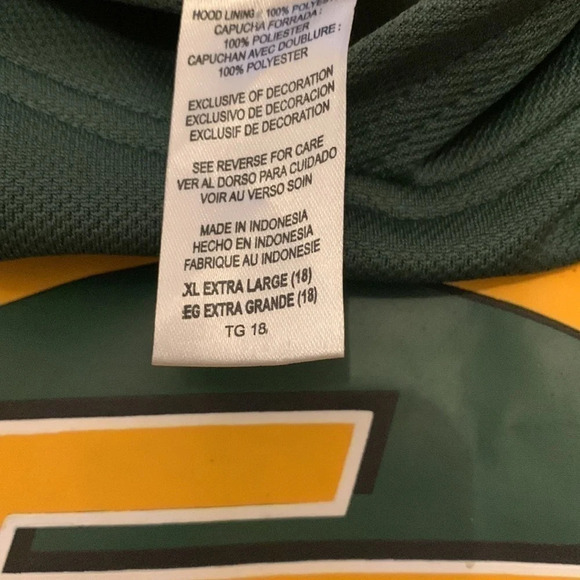 HOOD LINING: 100% POLYESTER
CAPUCHA FORRADA:
100% POLIESTER
CAPUCHAN AVEC DOUBLURE:
100% POLYESTER
EXCLUSIVE OF DECORATION
EXCLUSIVO DE DECORACION
EXCLUSIF DE DECORATION
SEE REVERSE FOR CARE
VER AL DORSO PARA CUIDADO
VOIR AU VERSO SOIN
MADE IN INDONESIA
HECHO EN INDONESIA
FABRIQUE AU INDONESIE
XL EXTRA LARGE (18)
EG EXTRA GRANDE (18)
TG 18